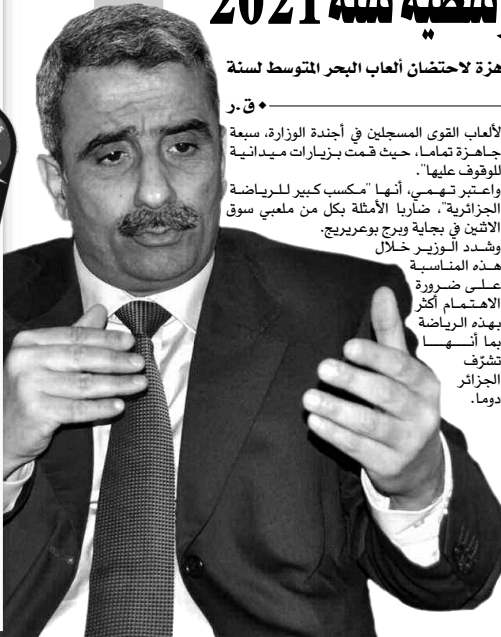 لسنة 2021
هزة لاحتضان ألعاب البحر المتوسط لسنة
ق.ر
لألعاب القوى المسجلين في أجندة الوزارة، سبعة
جاهزة تماما، حيث قمت بزيارات ميدانية
للوقوف عليها".
واعتبر تهمي، أنها "مكسب كبير للرياضة
الجزائرية"، ضاربا الأمثلة بكل من ملعبي سوق
الاثنين في بجاية وبرج بوعريريج.
وشدد الوزير خلال
هذه المناسبة
على ضرورة
الاهتمام أكثر
بهذه الرياضة
بما أنها
تشرّف
الجزائر
دوما.